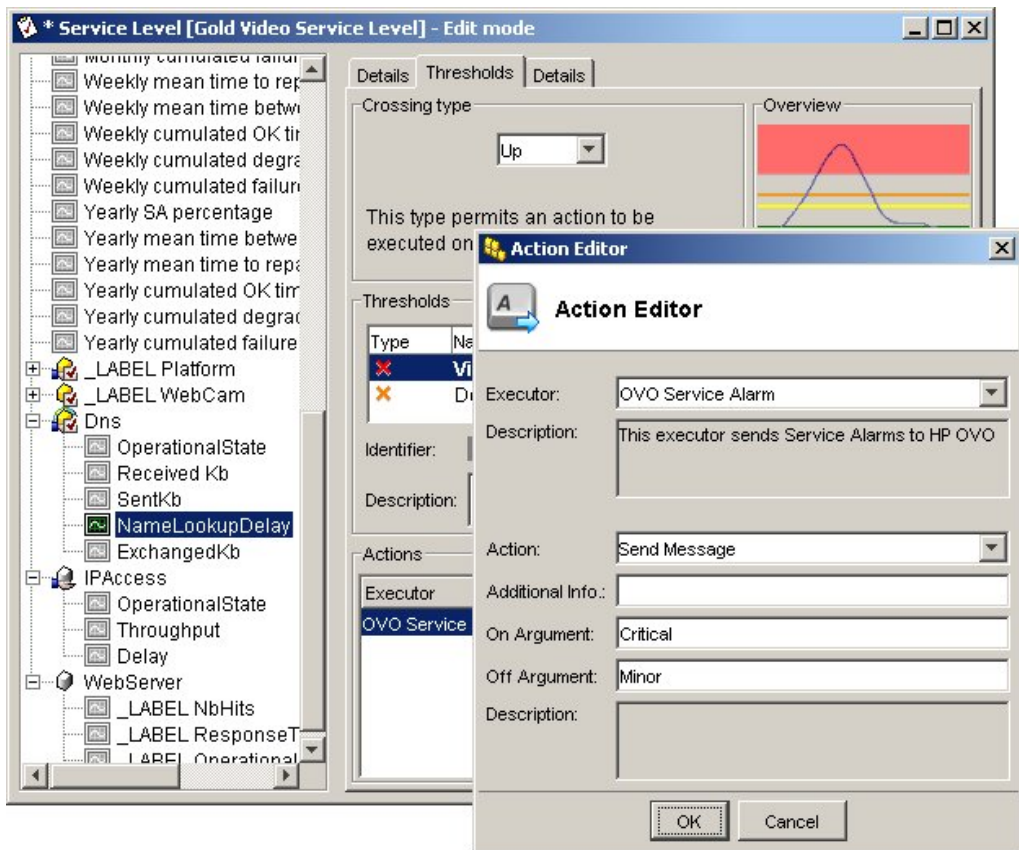 * Service Level [Gold Video Service Level] - Edit mode
Weekly mean time to rep
Weekly mean time betw
Weekly cumulated OK tir
Weekly cumulated degra
Weekly cumulated failure
Yearly SA percentage
Yearly mean time betwe
Yearly mean time to repa
Yearly cumulated OK tim
Yearly cumulated degrad
Yearly cumulated failure
_LABEL Platform
_LABEL WebCam
Dns
OperationalState
Received Kb
SentKb
NameLookupDelay
ExchangedKb
IPAccess
OperationalState
Throughput
Delay
WebServer
_LABEL NbHits
_LABEL ResponseT
_LABEL Operational
Details Thresholds Details
Crossing type
Up
This type permits an action to be
executed on
Overview
Thresholds
Type Na
Vi
De
Identifier:
Description:
Actions
Executor
OVO Service
Action Editor
A Action Editor
Executor: OVO Service Alarm
Description: This executor sends Service Alarms to HP OVO
Action: Send Message
Additional Info.:
On Argument: Critical
Off Argument: Minor
Description:
OK Cancel